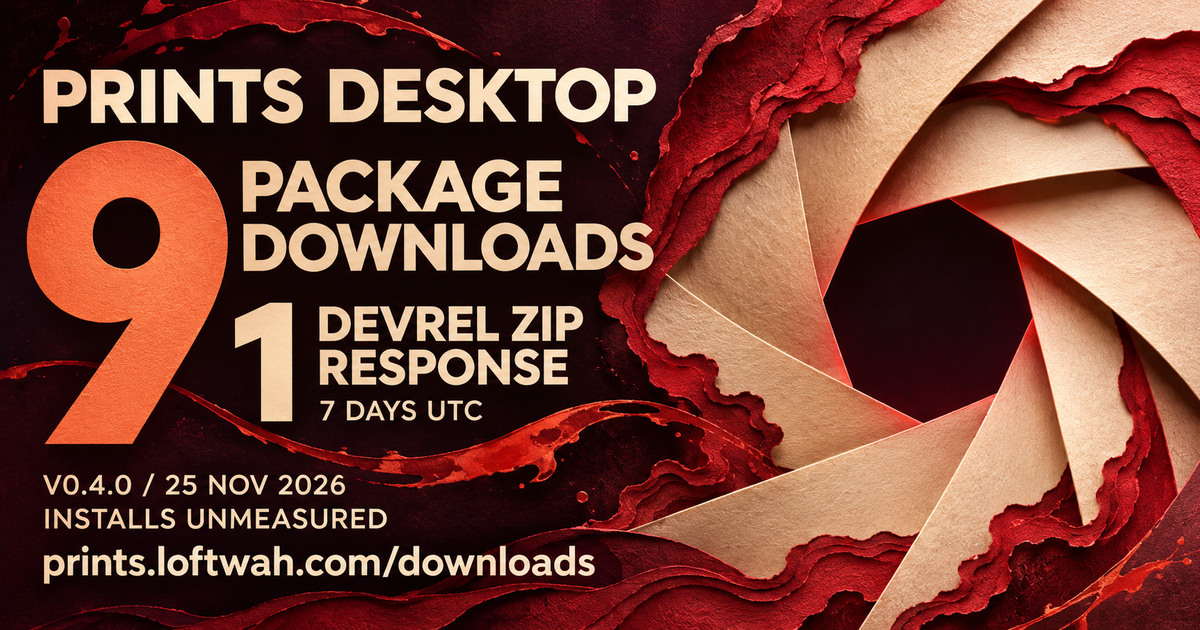 PRINTS DESKTOP
9 PACKAGE
DOWNLOADS
1 DEVREL ZIP
RESPONSE
7 DAYS UTC
V0.4.0 / 25 NOV 2026
INSTALLS UNMEASURED
prints.loftwah.com/downloads